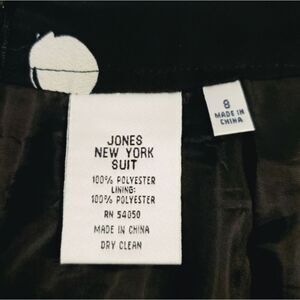 JONES
NEW YORK
SUIT
100% POLYESTER
LINING:
100% POLYESTER
RN 54050
MADE IN CHINA
DRY CLEAN
8
MADE IN
CHINA